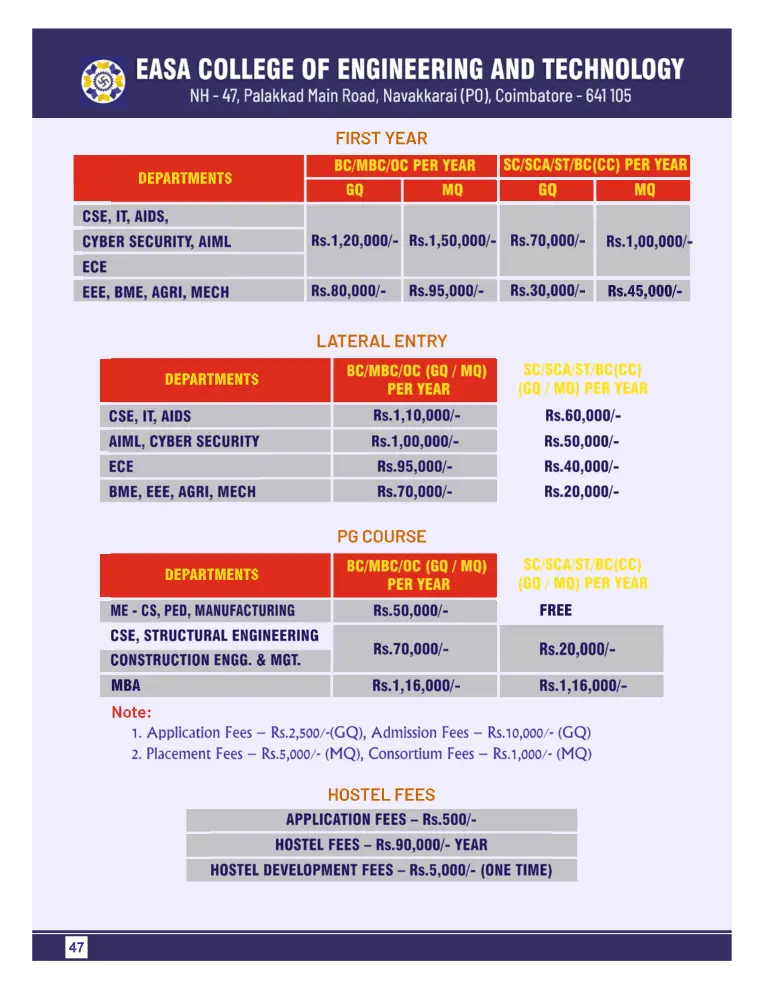 EASA COLLEGE OF ENGINEERING AND TECHNOLOGY
NH - 47, Palakkad Main Road, Navakkarai (PO), Coimbatore - 641 105
FIRST YEAR
DEPARTMENTS
BC/MBC/OC PER YEAR SC/SCA/ST/BC(CC) PER YEAR
GQ MQ GQ MQ
CSE, IT, AIDS,
CYBER SECURITY, AIML Rs.1,20,000/- Rs.1,50,000/- Rs.70,000/- Rs.1,00,000/-
ECE
EEE, BME, AGRI, MECH Rs.80,000/- Rs.95,000/- Rs.30,000/- Rs.45,000/-
LATERAL ENTRY
DEPARTMENTS
BC/MBC/OC (GQ / MQ) SC/SCA/ST/BC(CC)
PER YEAR (GQ / MQ) PER YEAR
CSE, IT, AIDS Rs.1,10,000/- Rs.60,000/-
AIML, CYBER SECURITY Rs.1,00,000/- Rs.50,000/-
ECE Rs.95,000/- Rs.40,000/-
BME, EEE, AGRI, MECH Rs.70,000/- Rs.20,000/-
PG COURSE
DEPARTMENTS
BC/MBC/OC (GQ / MQ) SC/SCA/ST/BC(CC)
PER YEAR (GQ / MQ) PER YEAR
ME - CS, PED, MANUFACTURING Rs.50,000/- FREE
CSE, STRUCTURAL ENGINEERING
Rs.70,000/- Rs.20,000/-
CONSTRUCTION ENGG. & MGT.
MBA Rs.1,16,000/- Rs.1,16,000/-
Note:
1. Application Fees – Rs.2,500/-(GQ), Admission Fees – Rs.10,000/- (GQ)
2. Placement Fees – Rs.5,000/- (MQ), Consortium Fees – Rs.1,000/- (MQ)
HOSTEL FEES
APPLICATION FEES – Rs.500/-
HOSTEL FEES – Rs.90,000/- YEAR
HOSTEL DEVELOPMENT FEES – Rs.5,000/- (ONE TIME)
47